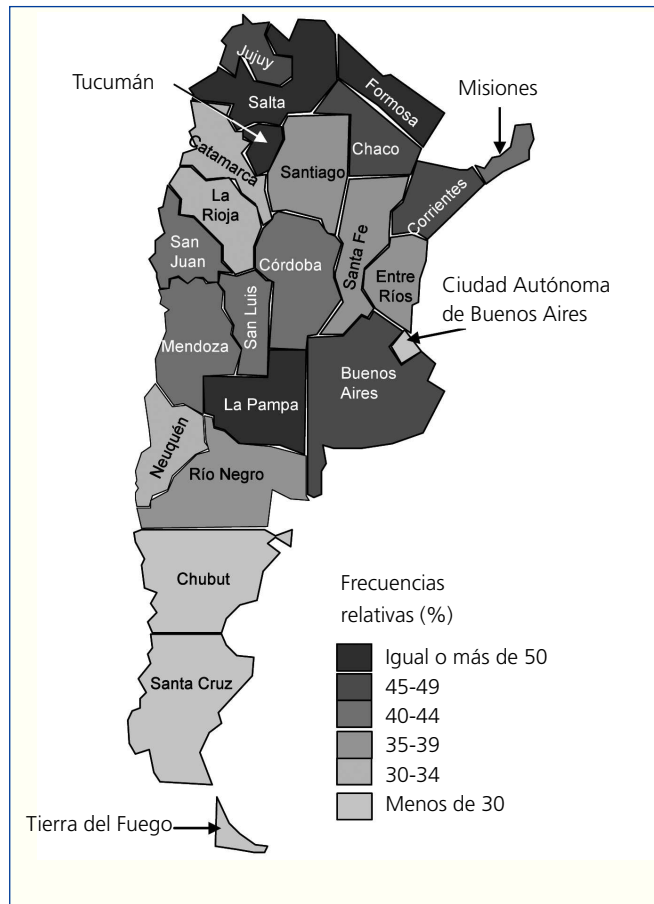 Jujuy
Tucumán
Salta
Formosa
Misiones
Catamarca
Santiago
Chaco
La
Rioja
Corrientes
San
Juan
Córdoba
Santa Fe
Entre
Ríos
Ciudad Autónoma
de Buenos Aires
San Luis
Mendoza
Buenos
Aires
La Pampa
Neuquén
Río Negro
Chubut
Santa Cruz
Tierra del Fuego
Frecuencias
relativas (%)
Igual o más de 50
45-49
40-44
35-39
30-34
Menos de 30